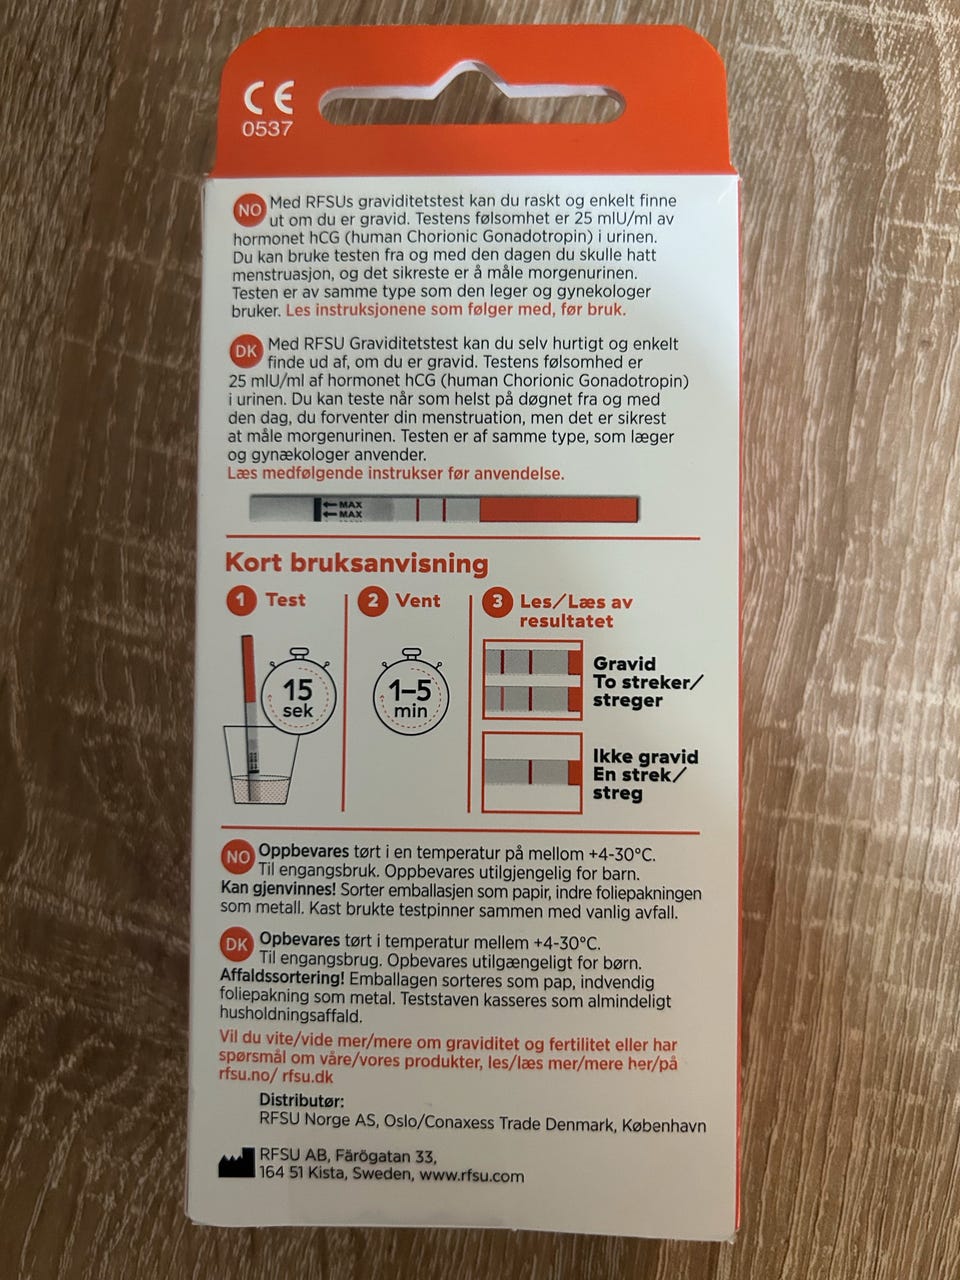 CE
0537
NO Med RFSUs graviditetstest kan du raskt og enkelt finne
ut om du er gravid. Testens følsomhet er 25 mlU/ml av
hormonet hCG (human Chorionic Gonadotropin) i urinen.
Du kan bruke testen fra og med den dagen du skulle hatt
menstruasjon, og det sikreste er å måle morgenurinen.
Testen er av samme type som den leger og gynekologer
bruker. Les instruksjonene som følger med, før bruk.
DK Med RFSU Graviditetstest kan du selv hurtigt og enkelt
finde ud af, om du er gravid. Testens følsomhed er
25 mlU/ml af hormonet hCG (human Chorionic Gonadotropin)
i urinen. Du kan teste når som helst på døgnet fra og med
den dag, du forventer din menstruation, men det er sikrest
at måle morgenurinen. Testen er af samme type, som læger
og gynækologer anvender.
Læs medfølgende instrukser før anvendelse.
MAX
MAX
Kort bruksanvisning
1 Test
2 Vent
3 Les/Læs av
resultatet
15
sek
1–5
min
Gravid
To streker/
streger
Ikke gravid
En strek/
streg
NO Oppbevares tørt i en temperatur på mellom +4-30°C.
Til engangsbruk. Oppbevares utilgjengelig for barn.
Kan gjenvinnes! Sorter emballasjen som papir, indre foliepakningen
som metall. Kast brukte testpinner sammen med vanlig avfall.
DK Opbevares tørt i temperatur mellem +4-30°C.
Til engangsbrug. Opbevares utilgængeligt for børn.
Affaldssortering! Emballagen sorteres som pap, indvendig
foliepakning som metal. Teststaven kasseres som almindeligt
husholdningsaffald.
Vil du vite/vide mer/mere om graviditet og fertilitet eller har
spørsmål om våre/vores produkter, les/læs mer/mere her/på
rfsu.no/ rfsu.dk
Distributør:
RFSU Norge AS, Oslo/Conaxess Trade Denmark, København
RFSU AB, Färögatan 33,
164 51 Kista, Sweden, www.rfsu.com